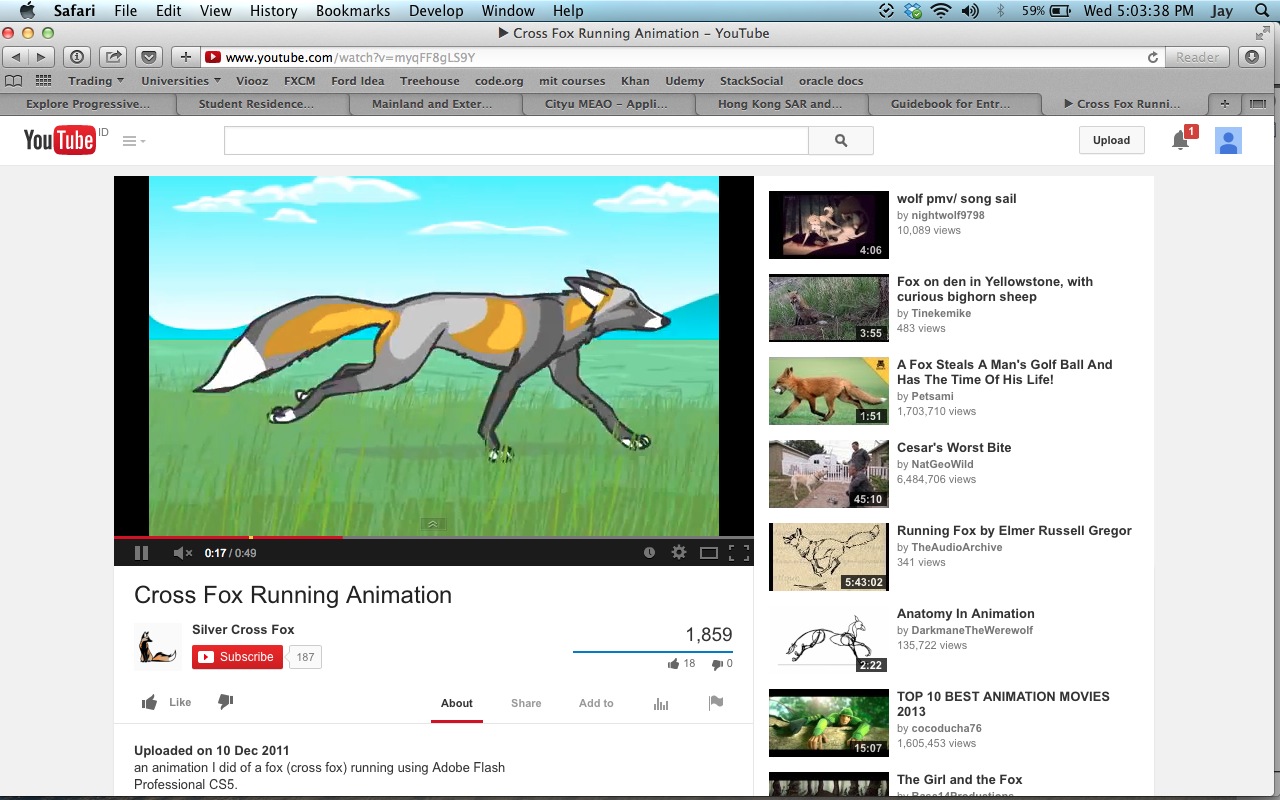 Safari File Edit View History Bookmarks Develop Window Help 59% Wed 5:03:38 PM Jay
▶ Cross Fox Running Animation – YouTube
www.youtube.com/watch?v=myqFF8gLS9Y Reader
Trading Universities Viooz FXCM Ford Idea Treehouse code.org mit courses Khan Udemy StackSocial oracle docs
Explore Progressive... Student Residence... Mainland and Exter... Cityu MEAO – Appli... Hong Kong SAR and... Guidebook for Entr... ▶ Cross Fox Runni...
YouTube ID Upload 1
0:17 / 0:49
Cross Fox Running Animation
Silver Cross Fox
Subscribe 187
1,859
18 0
Like About Share Add to
Uploaded on 10 Dec 2011
an animation I did of a fox (cross fox) running using Adobe Flash
Professional CS5.
wolf pmv/ song sail
by nightwolf9798
10,089 views
4:06
Fox on den in Yellowstone, with
curious bighorn sheep
by Tinekemike
483 views
3:55
A Fox Steals A Man's Golf Ball And
Has The Time Of His Life!
by Petsami
1,703,710 views
1:51
Cesar's Worst Bite
by NatGeoWild
6,484,706 views
45:10
Running Fox by Elmer Russell Gregor
by TheAudioArchive
341 views
5:43:02
Anatomy In Animation
by DarkmaneTheWerewolf
135,722 views
2:22
TOP 10 BEST ANIMATION MOVIES
2013
by cocoducha76
1,605,453 views
15:07
The Girl and the Fox
by Base14Productions